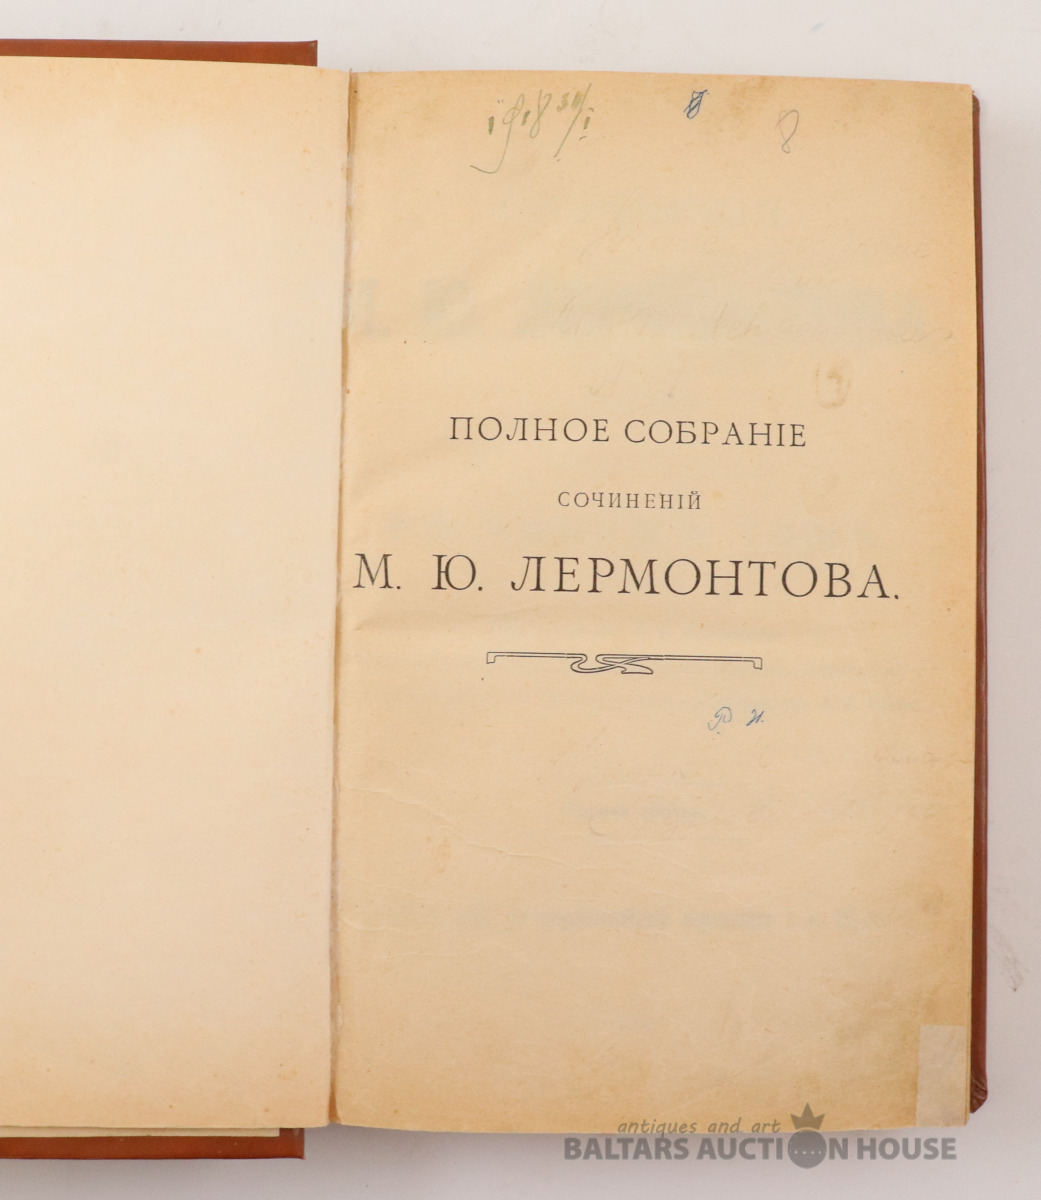 ПОЛНОЕ СОБРАНІЕ
СОЧИНЕНІЙ
М. Ю. ЛЕРМОНТОВА.
antiques and art
BALTARS AUCTION HOUSE